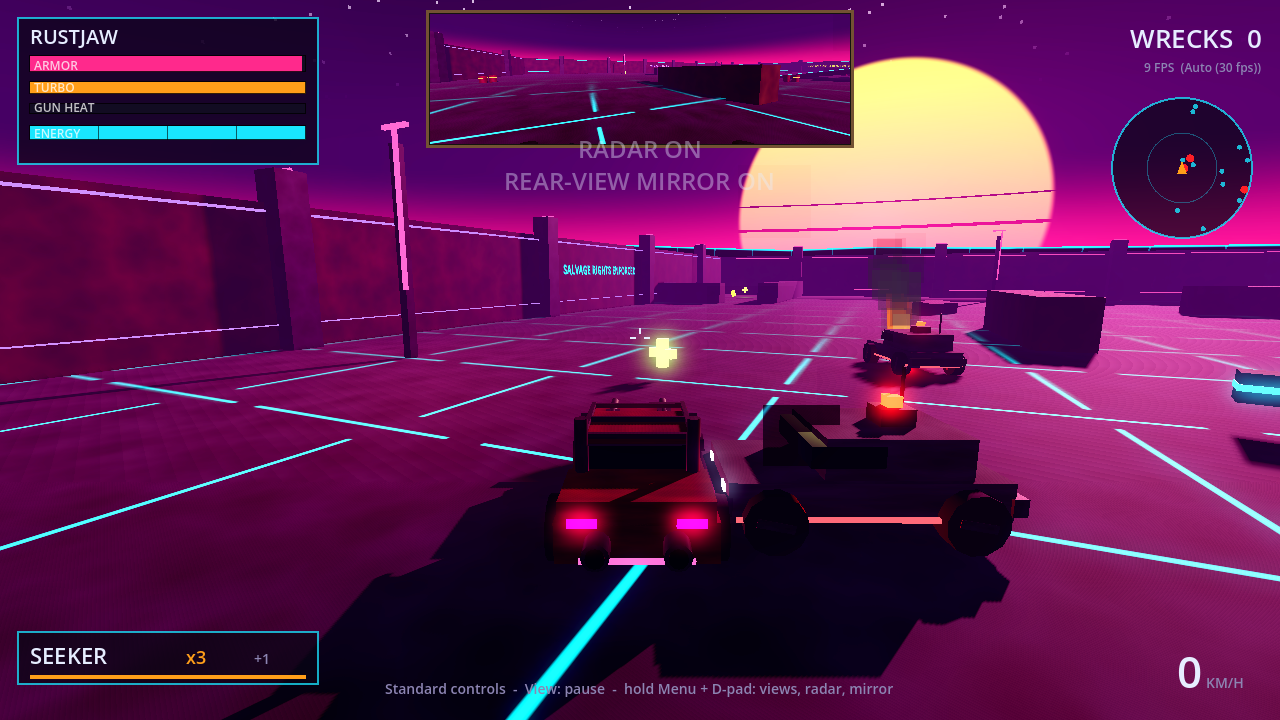 RUSTJAW
ARMOR
TURBO
GUN HEAT
ENERGY
WRECKS 0
9 FPS (Auto (30 fps))
RADAR ON
REAR-VIEW MIRROR ON
SALVAGE RIGHTS ENFORCED
SEEKER x3 +1
Standard controls - View: pause - hold Menu + D-pad: views, radar, mirror
0 KM/H